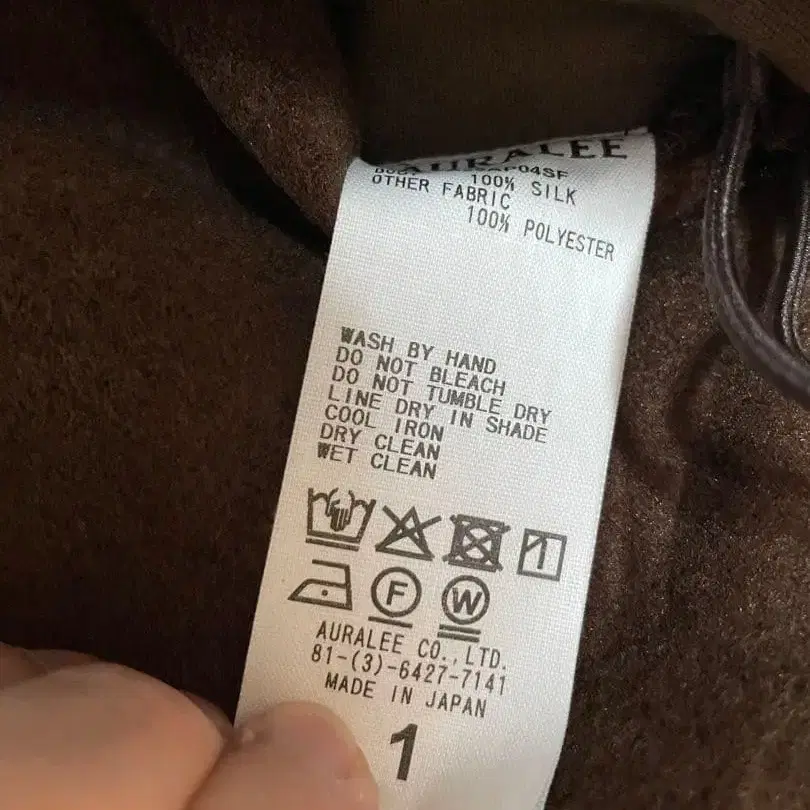 AURALEE
P04SF
100% SILK
OTHER FABRIC
100% POLYESTER
WASH BY HAND
DO NOT BLEACH
DO NOT TUMBLE DRY
LINE DRY IN SHADE
COOL IRON
DRY CLEAN
WET CLEAN
F W
AURALEE CO.,LTD.
81-(3)-6427-7141
MADE IN JAPAN
1